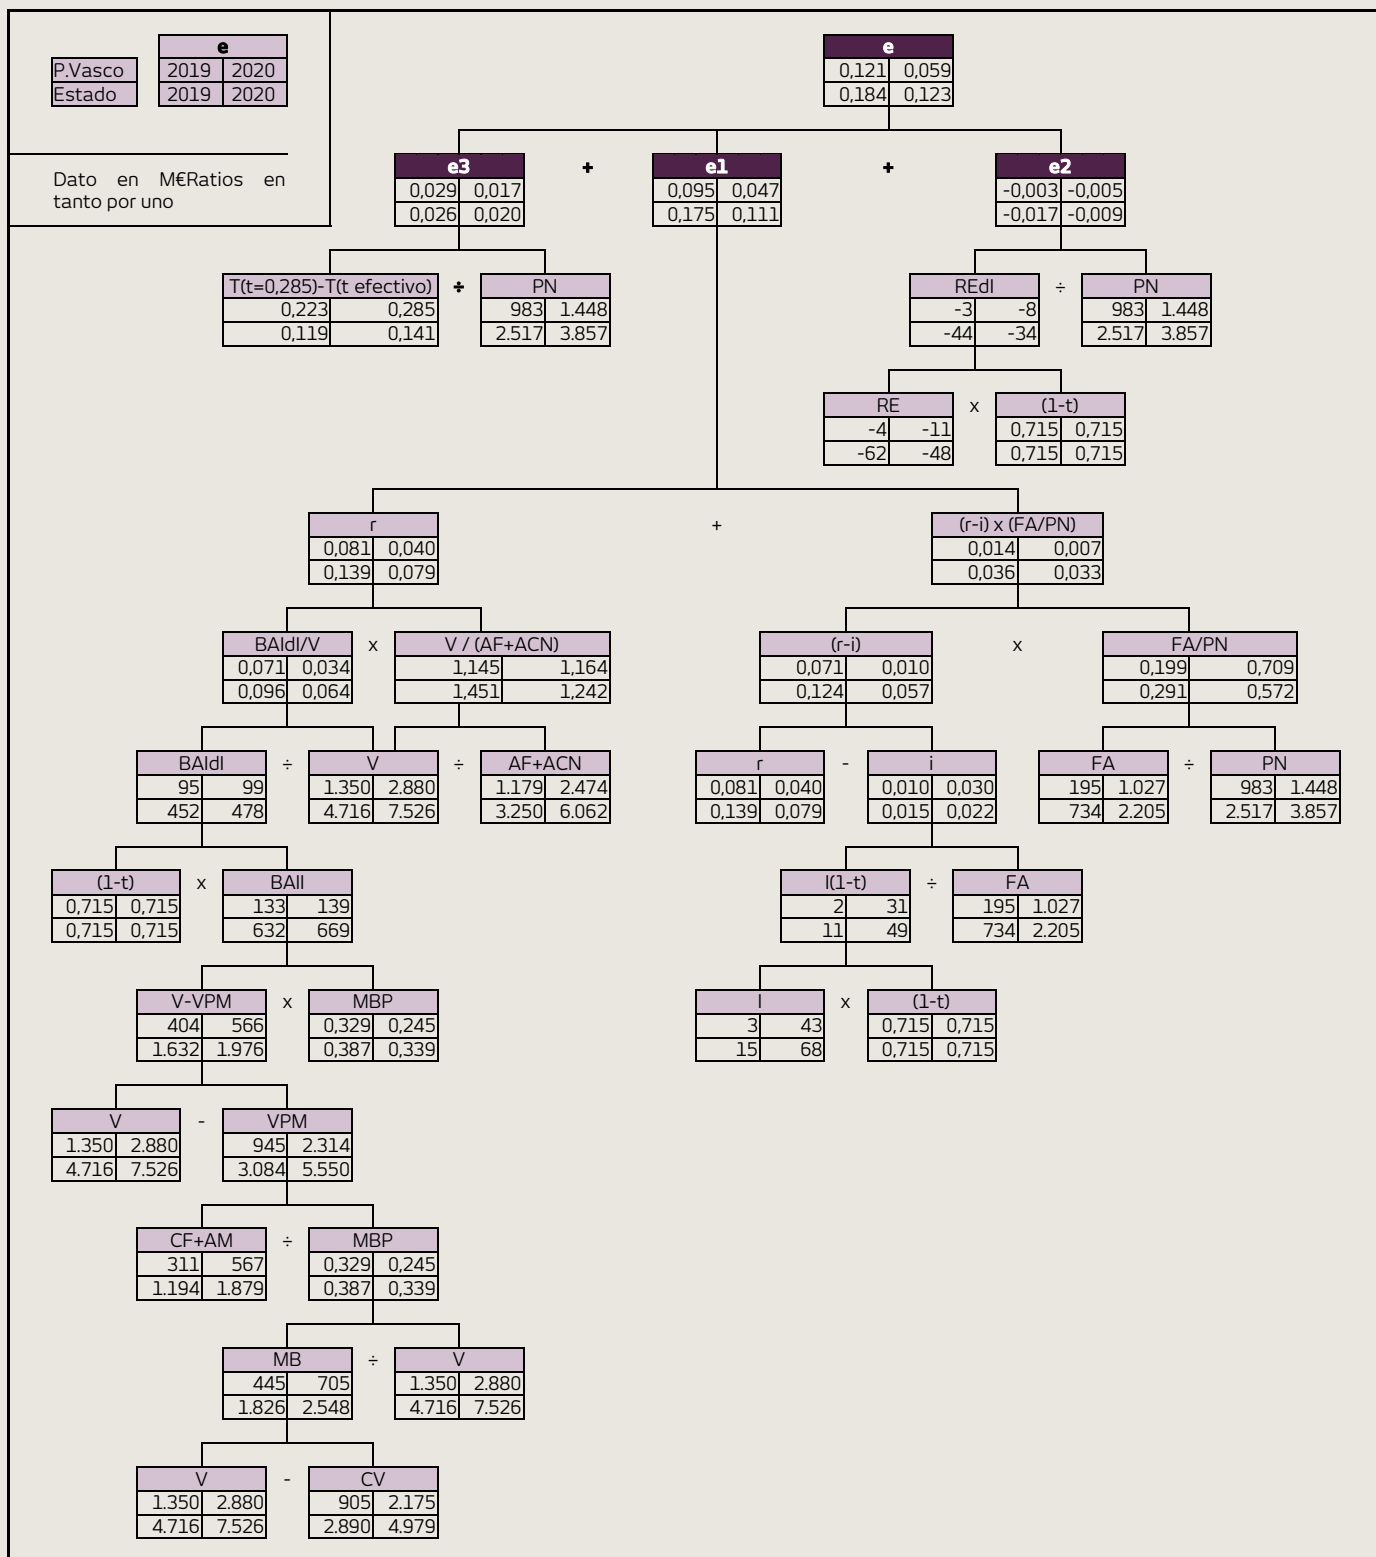 e
P.Vasco 2019 2020
Estado 2019 2020
Dato en M€Ratios en
tanto por uno
e
0,121 0,059
0,184 0,123
e3 + e1 + e2
0,029 0,017 0,095 0,047 -0,003 -0,005
0,026 0,020 0,175 0,111 -0,017 -0,009
T(t=0,285)-T(t efectivo) ÷ PN REdI ÷ PN
0,223 0,285 983 1.448 -3 -8 983 1.448
0,119 0,141 2.517 3.857 -44 -34 2.517 3.857
RE x (1-t)
-4 -11 0,715 0,715
-62 -48 0,715 0,715
r + (r-i) x (FA/PN)
0,081 0,040 0,014 0,007
0,139 0,079 0,036 0,033
BAIdI/V x V / (AF+ACN) (r-i) x FA/PN
0,071 0,034 1,145 1,164 0,071 0,010 0,199 0,709
0,096 0,064 1,451 1,242 0,124 0,057 0,291 0,572
BAIdI ÷ V ÷ AF+ACN r - i FA ÷ PN
95 99 1.350 2.880 1.179 2.474 0,081 0,040 0,010 0,030 195 1.027 983 1.448
452 478 4.716 7.526 3.250 6.062 0,139 0,079 0,015 0,022 734 2.205 2.517 3.857
(1-t) x BAII I(1-t) ÷ FA
0,715 0,715 133 139 2 31 195 1.027
0,715 0,715 632 669 11 49 734 2.205
V-VPM x MBP I x (1-t)
404 566 0,329 0,245 3 43 0,715 0,715
1.632 1.976 0,387 0,339 15 68 0,715 0,715
V - VPM
1.350 2.880 945 2.314
4.716 7.526 3.084 5.550
CF+AM ÷ MBP
311 567 0,329 0,245
1.194 1.879 0,387 0,339
MB ÷ V
445 705 1.350 2.880
1.826 2.548 4.716 7.526
V - CV
1.350 2.880 905 2.175
4.716 7.526 2.890 4.979